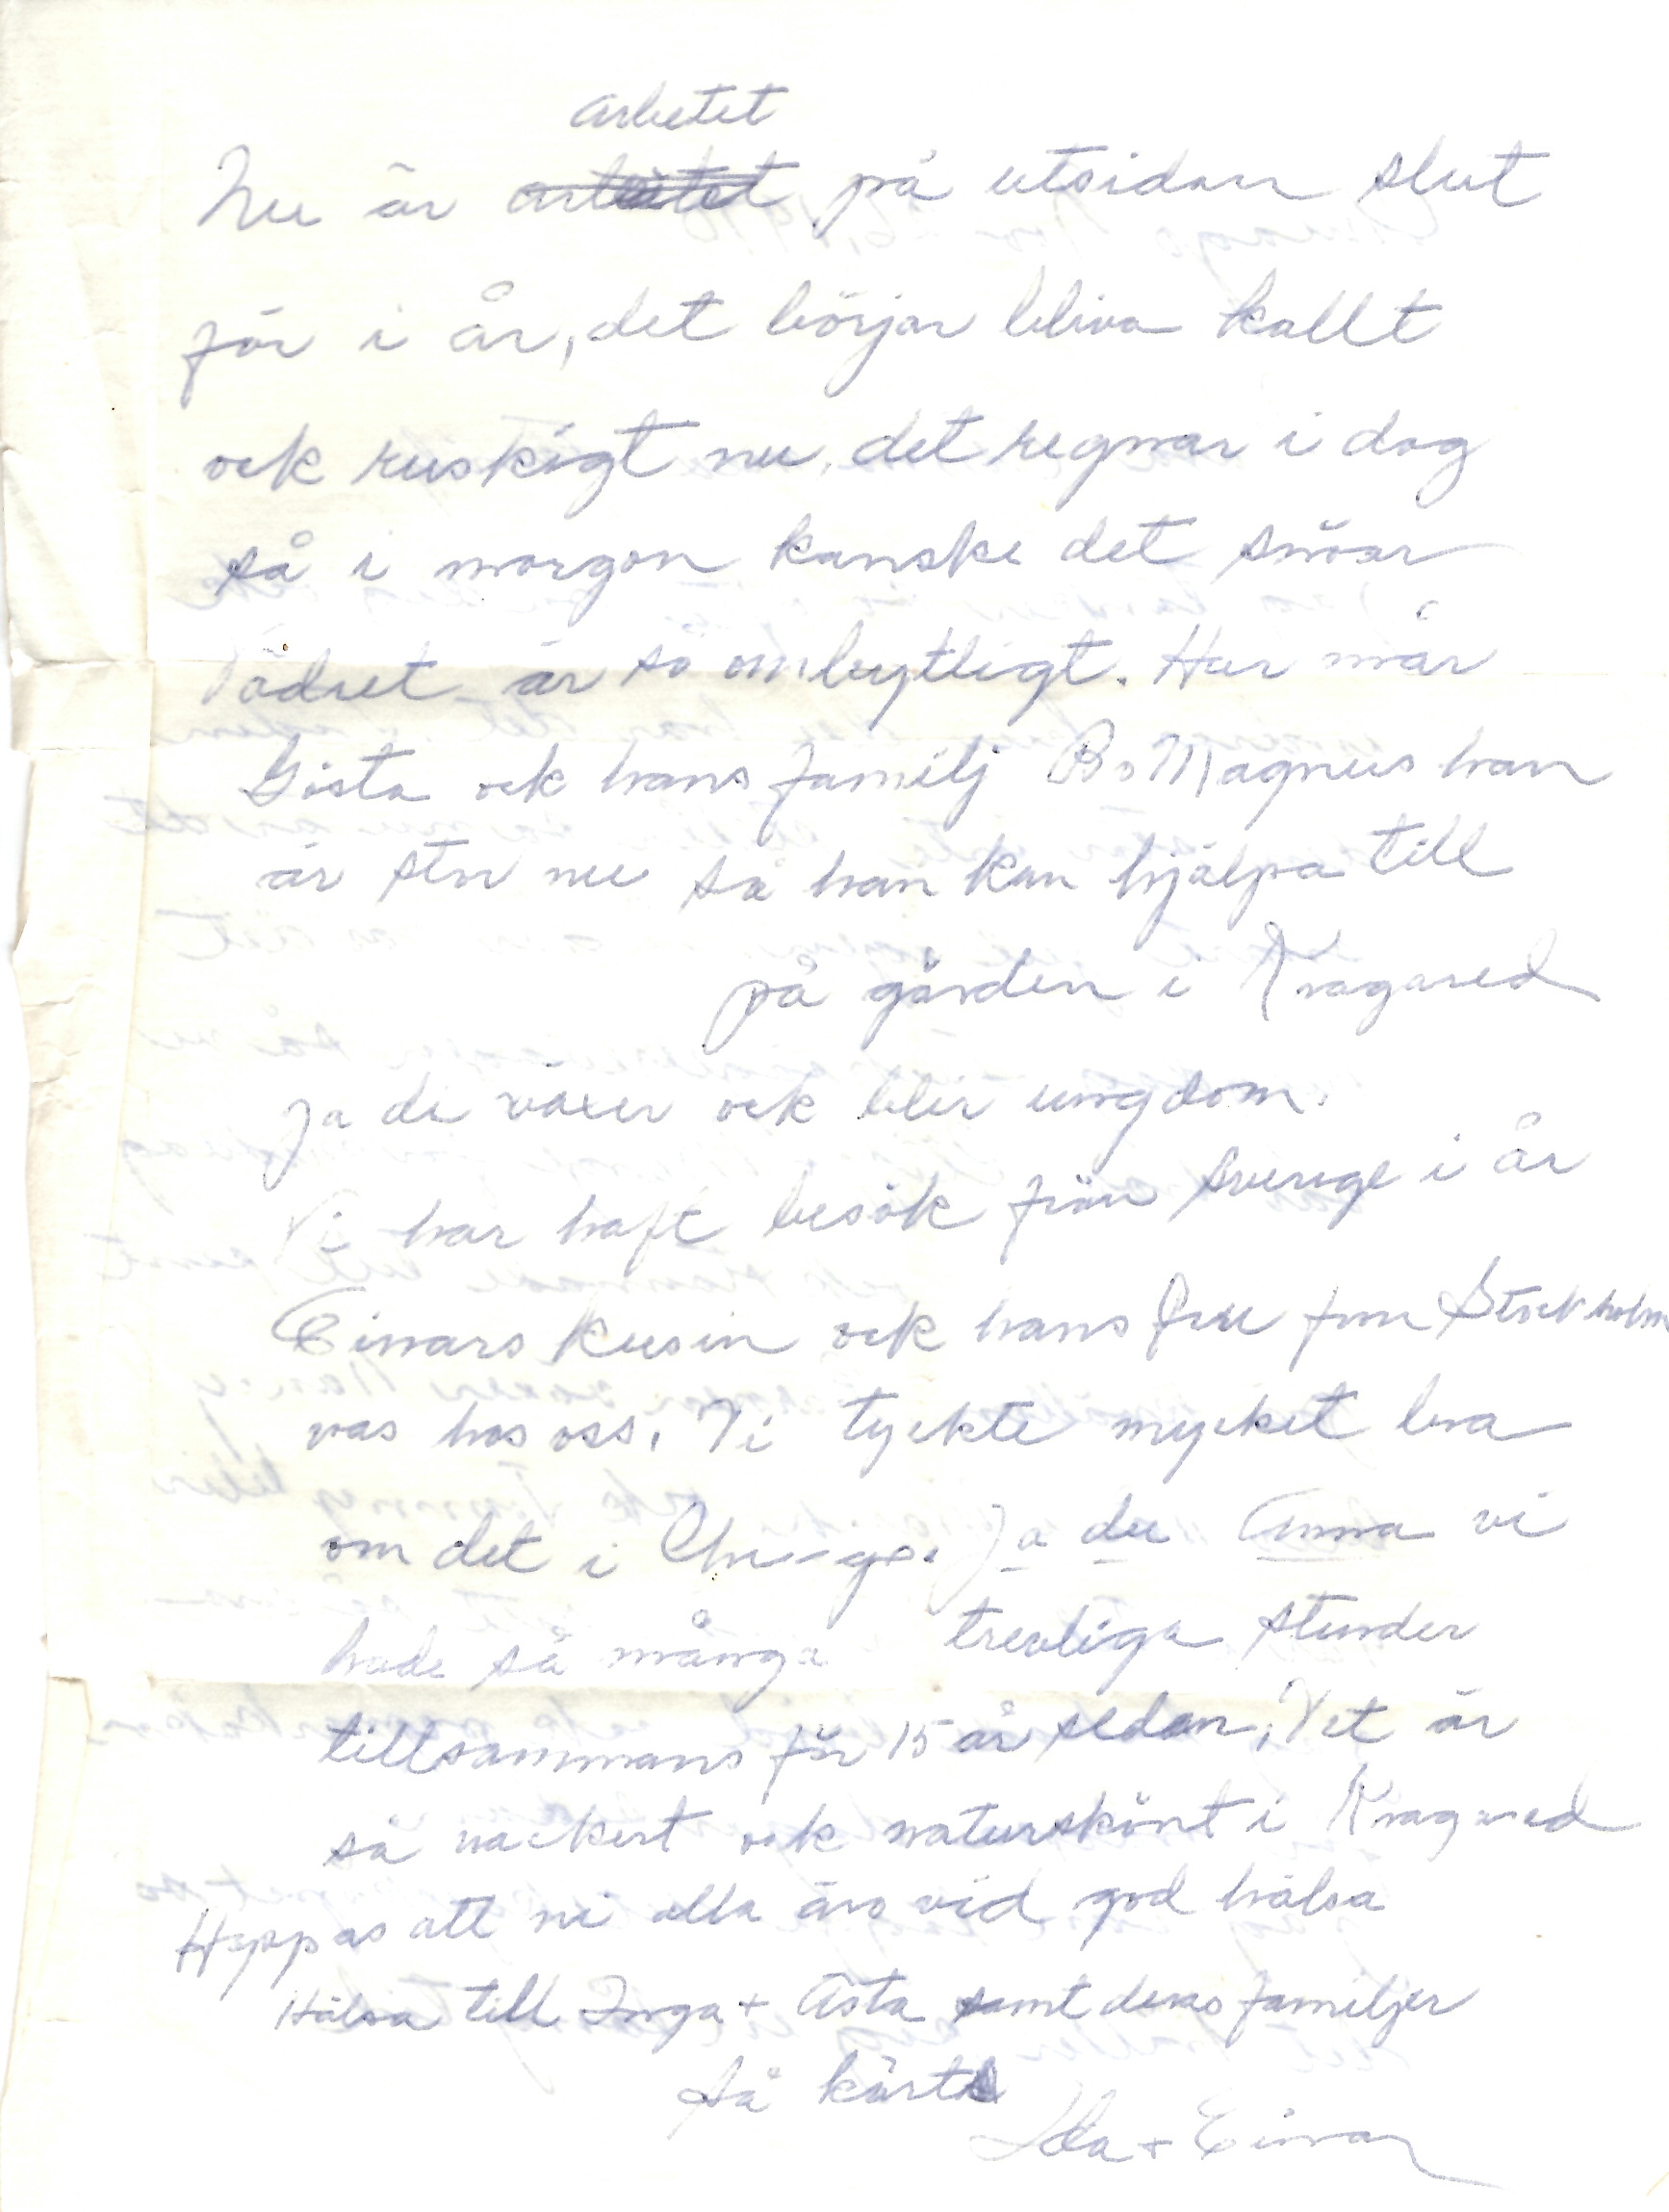 arbetet
Nu är arbetet på utsidan slut
för i år, det börjar bliva kallt
ock ruskigt nu, det regnar i dag
så i morgon kanske det snöar
Vädret är så ombytligt. Hur mår
Gösta ock hans familj Bo Magnus han
är stor nu så han kan hjälpa till
på gården i Kragared
Ja de växer ock blir ungdom.
Vi har haft besök från Sverige i år
Einars kusin ock hans fru från Stockholm
vas hos oss. Vi tyckte mycket bra
om det i Ja du Anna vi
hade så många trevliga stunder
tillsammans för 15 år sedan, Det är
så vackert ock naturskönt i Kragared
Hoppas att ni alla äro vid god hälsa
Hälsa till Inga + Asta samt deras familjer
Så kärt
Ida + Einar